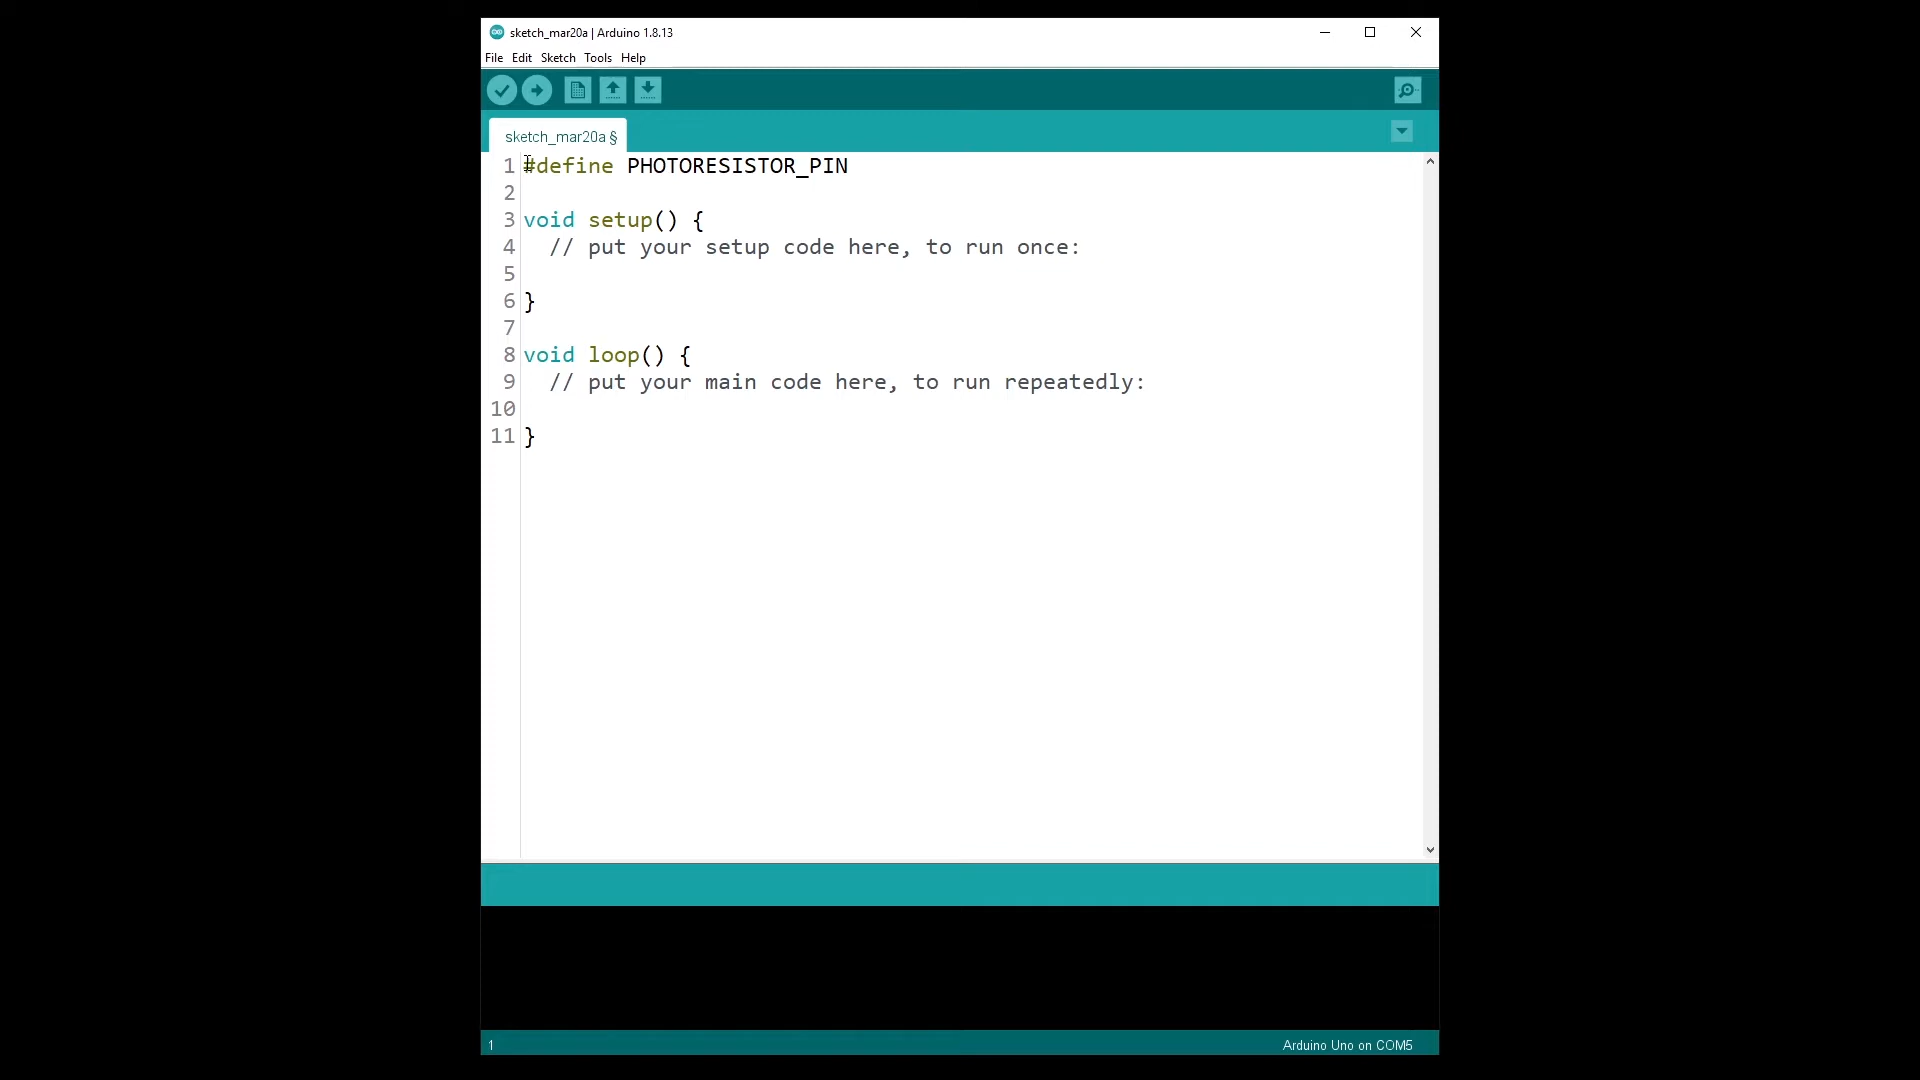 sketch_mar20a | Arduino 1.8.13
File Edit Sketch Tools Help
sketch_mar20a §
1 #define PHOTORESISTOR_PIN
2
3 void setup() {
4   // put your setup code here, to run once:
5
6 }
7
8 void loop() {
9   // put your main code here, to run repeatedly:
10
11 }
1 Arduino Uno on COM5